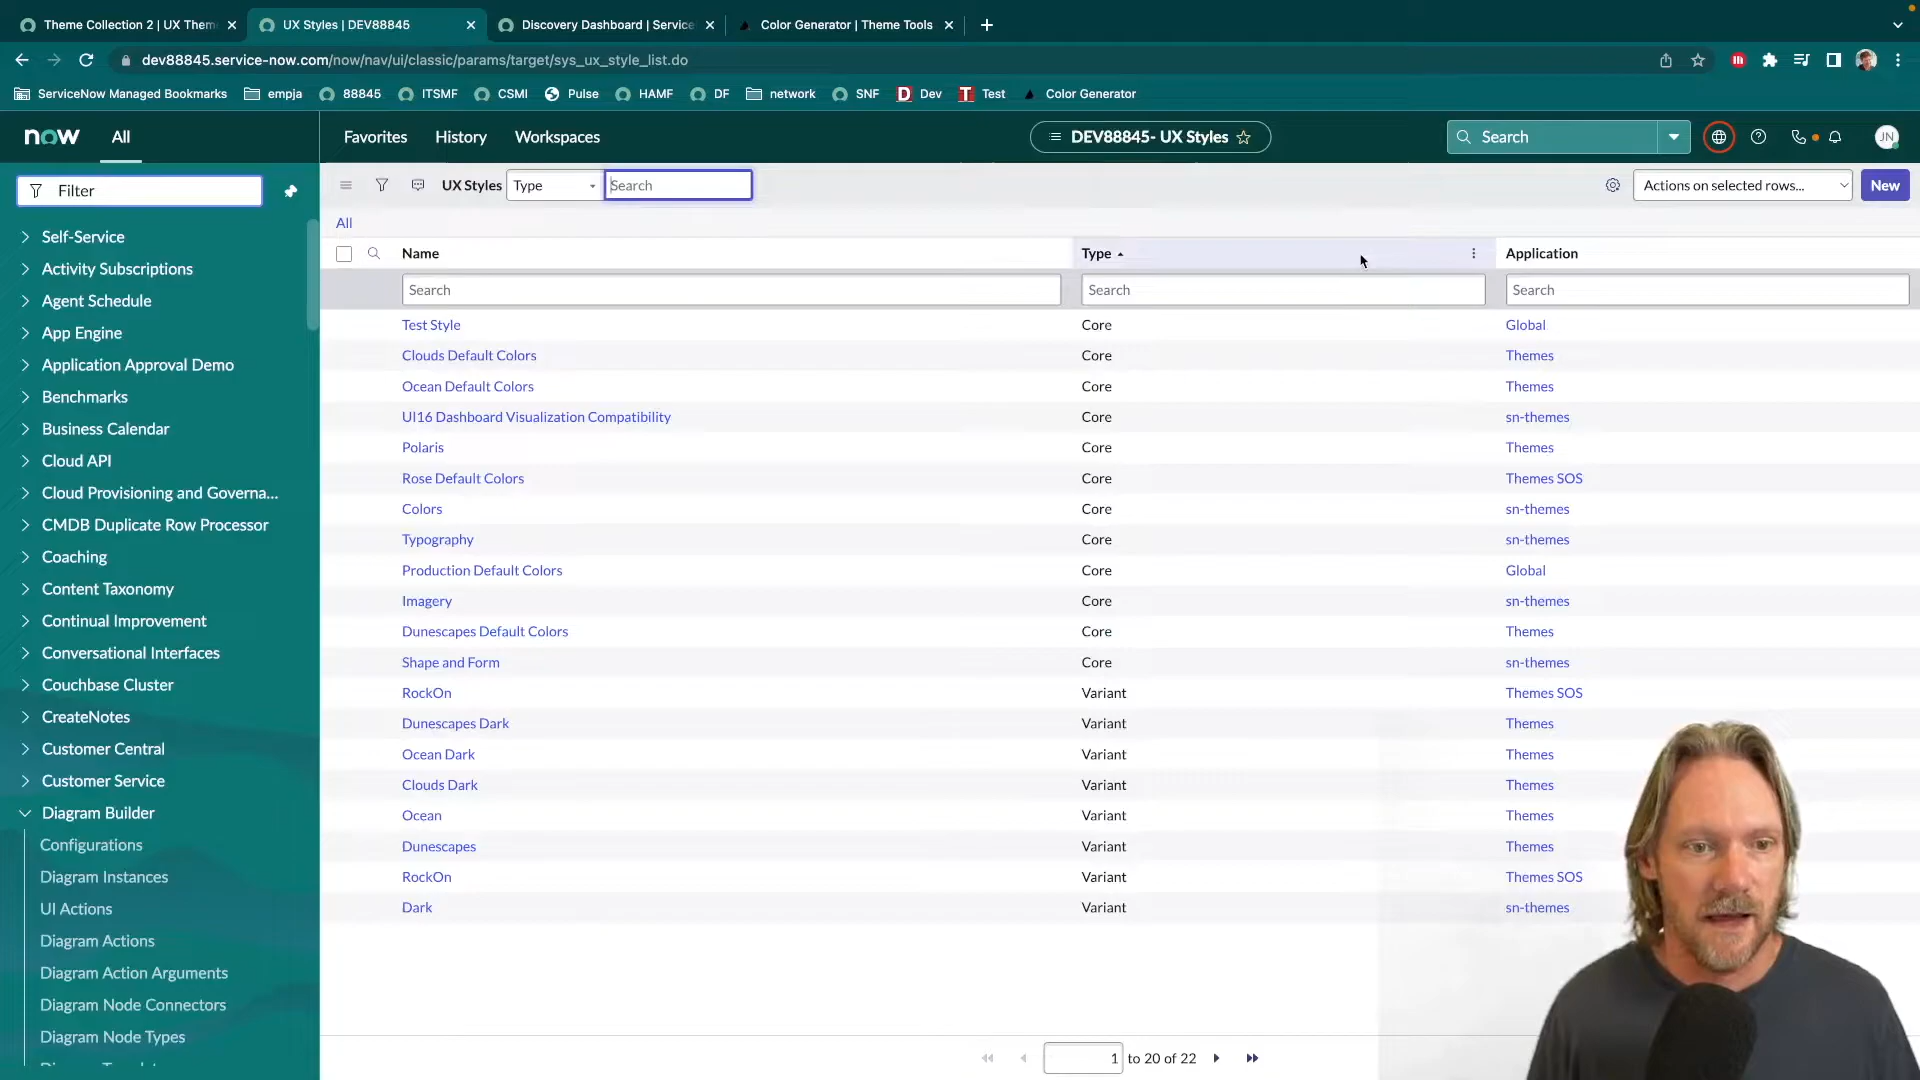 Theme Collection 2 | UX Them
UX Styles | DEV88845
Discovery Dashboard | Service
Color Generator | Theme Tools
dev88845.service-now.com/now/nav/ui/classic/params/target/sys_ux_style_list.do
ServiceNow Managed Bookmarks empja 88845 ITSMF CSMI Pulse HAMF DF network SNF D Dev T Test Color Generator
now All Favorites History Workspaces DEV88845- UX Styles Search JN
Filter
UX Styles Type Search Actions on selected rows... New
All
Name Type Application
Search Search Search
Test Style Core Global
Clouds Default Colors Core Themes
Ocean Default Colors Core Themes
UI16 Dashboard Visualization Compatibility Core sn-themes
Polaris Core Themes
Rose Default Colors Core Themes SOS
Colors Core sn-themes
Typography Core sn-themes
Production Default Colors Core Global
Imagery Core sn-themes
Dunescapes Default Colors Core Themes
Shape and Form Core sn-themes
RockOn Variant Themes SOS
Dunescapes Dark Variant Themes
Ocean Dark Variant Themes
Clouds Dark Variant Themes
Ocean Variant Themes
Dunescapes Variant Themes
RockOn Variant Themes SOS
Dark Variant sn-themes
1 to 20 of 22
Self-Service
Activity Subscriptions
Agent Schedule
App Engine
Application Approval Demo
Benchmarks
Business Calendar
Cloud API
Cloud Provisioning and Governa...
CMDB Duplicate Row Processor
Coaching
Content Taxonomy
Continual Improvement
Conversational Interfaces
Couchbase Cluster
CreateNotes
Customer Central
Customer Service
Diagram Builder
Configurations
Diagram Instances
UI Actions
Diagram Actions
Diagram Action Arguments
Diagram Node Connectors
Diagram Node Types